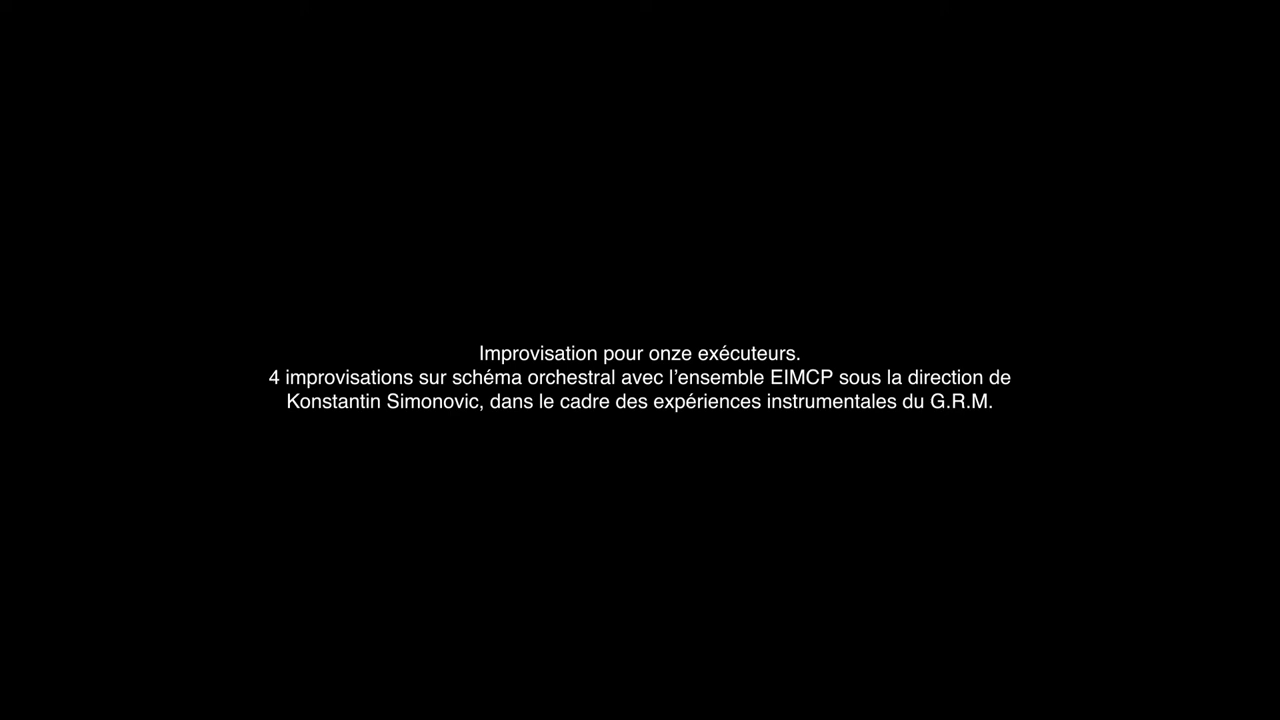 Improvisation pour onze exécuteurs.
4 improvisations sur schéma orchestral avec l’ensemble EIMCP sous la direction de
Konstantin Simonovic, dans le cadre des expériences instrumentales du G.R.M.